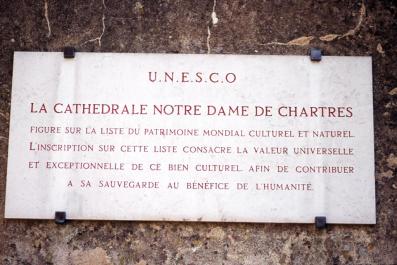 U.N.E.S.C.O
LA CATHEDRALE NOTRE DAME DE CHARTRES
FIGURE SUR LA LISTE DU PATRIMOINE MONDIAL CULTUREL ET NATUREL.
L'INSCRIPTION SUR CETTE LISTE CONSACRE LA VALEUR UNIVERSELLE
ET EXCEPTIONNELLE DE CE BIEN CULTUREL AFIN DE CONTRIBUER
A SA SAUVEGARDE AU BÉNÉFICE DE L'HUMANITÉ.